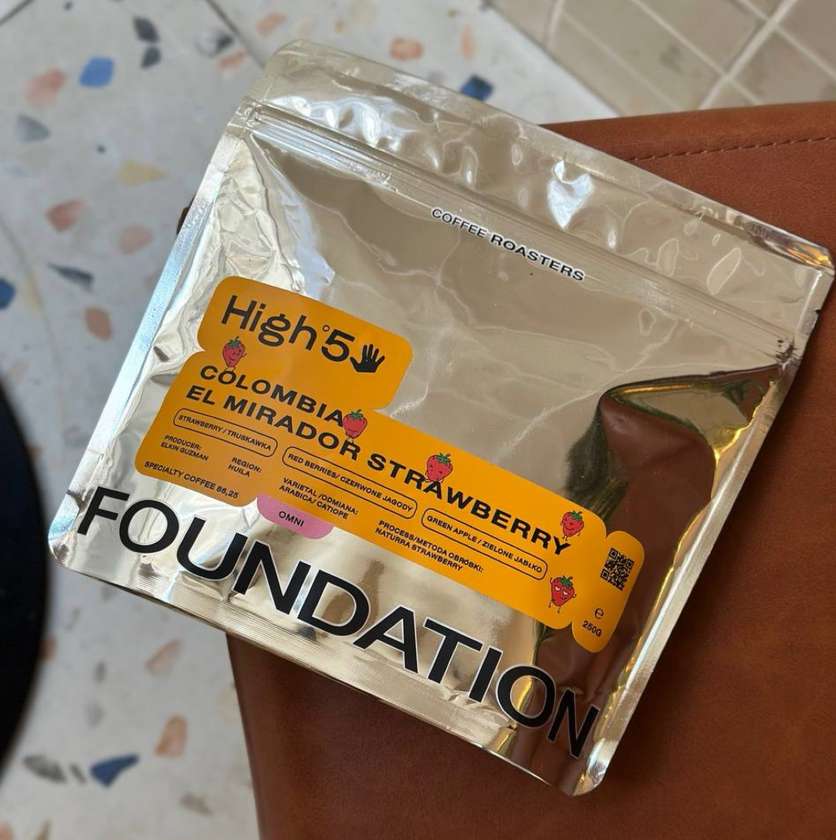 COFFEE ROASTERS
High°5
COLOMBIA
EL MIRADOR STRAWBERRY
STRAWBERRY / TRUSKAWKA
RED BERRIES/ CZERWONE JAGODY
GREEN APPLE / ZIELONE JABŁKO
PRODUCER:
ELKIN GUZMAN
REGION:
HUILA
VARIETAL /ODMIANA:
ARABICA/ CATIOPE
PROCESS/METODA OBRÓBKI:
NATURRA STRAWBERRY
SPECIALTY COFFEE 88,25
OMNI
℮
250G
FOUNDATION